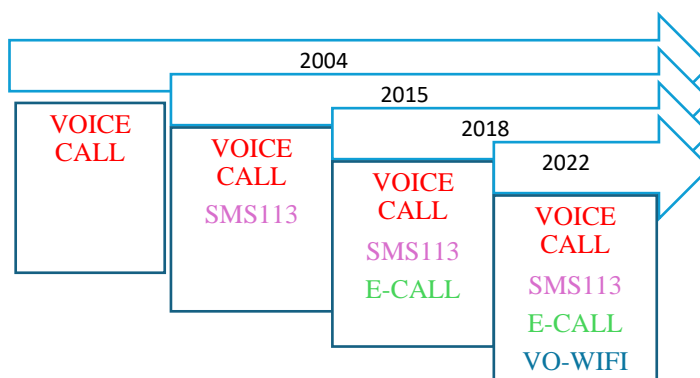 2004
2015
2018
2022
VOICE
CALL
VOICE
CALL
SMS113
VOICE
CALL
SMS113
E-CALL
VOICE
CALL
SMS113
E-CALL
VO-WIFI